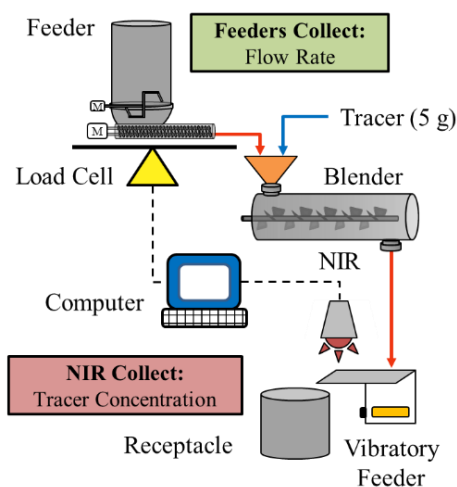 Feeder
Feeders Collect:
Flow Rate
M
M
Tracer (5 g)
Load Cell
Blender
NIR
Computer
NIR Collect:
Tracer Concentration
Receptacle
Vibratory
Feeder